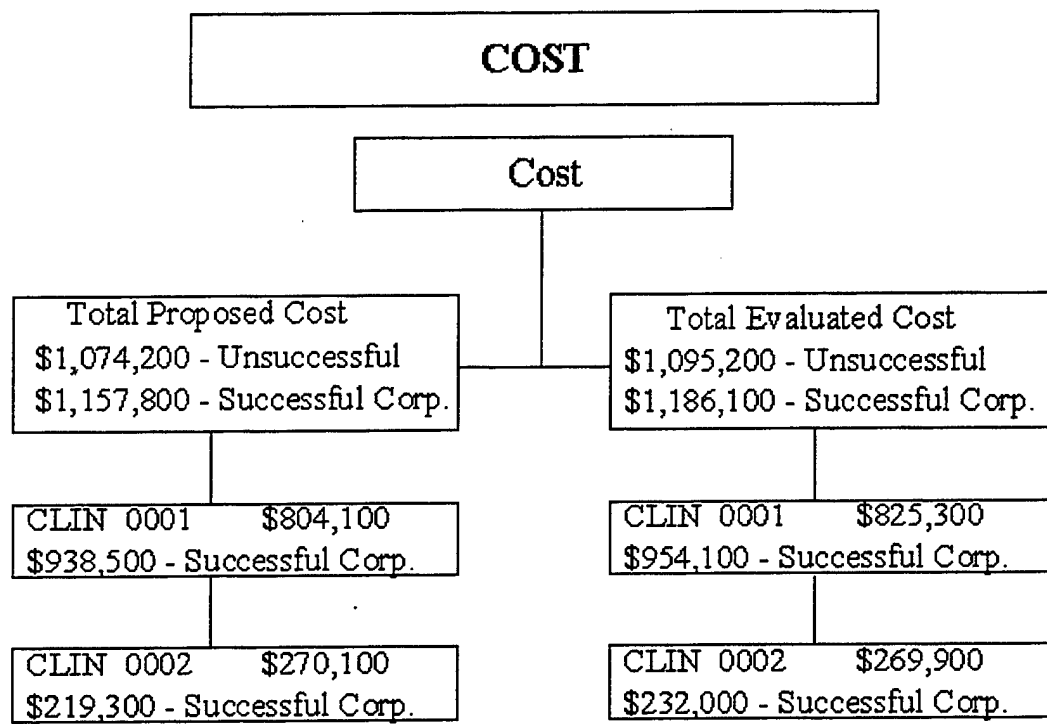 COST
Cost
Total Proposed Cost
$1,074,200 - Unsuccessful
$1,157,800 - Successful Corp.
Total Evaluated Cost
$1,095,200 - Unsuccessful
$1,186,100 - Successful Corp.
CLIN 0001 $804,100
$938,500 - Successful Corp.
CLIN 0001 $825,300
$954,100 - Successful Corp.
CLIN 0002 $270,100
$219,300 - Successful Corp.
CLIN 0002 $269,900
$232,000 - Successful Corp.